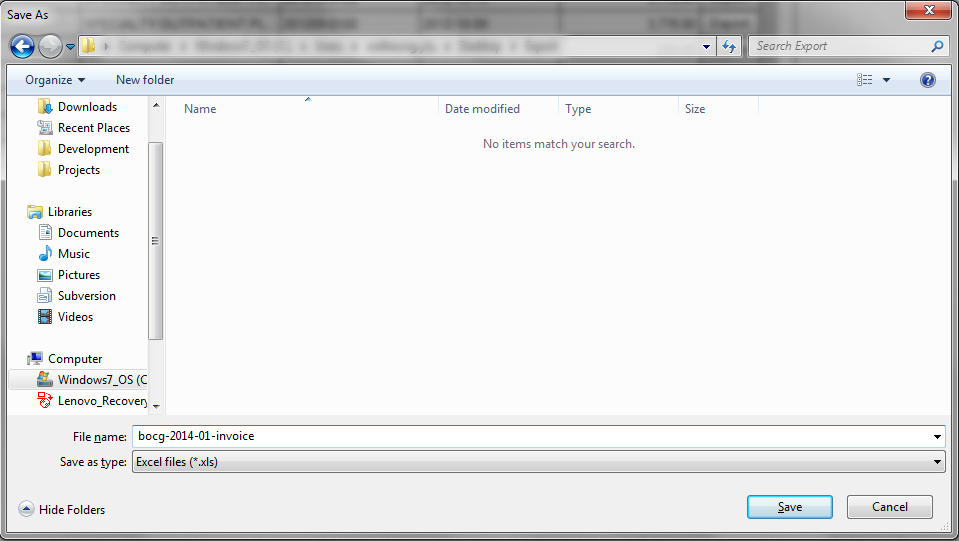 Save As
Search Export
Organize New folder
Name Date modified Type Size
No items match your search.
Downloads
Recent Places
Development
Projects
Libraries
Documents
Music
Pictures
Subversion
Videos
Computer
Windows7_OS (C
Lenovo_Recovery
File name: bocg-2014-01-invoice
Save as type: Excel files (*.xls)
Hide Folders Save Cancel